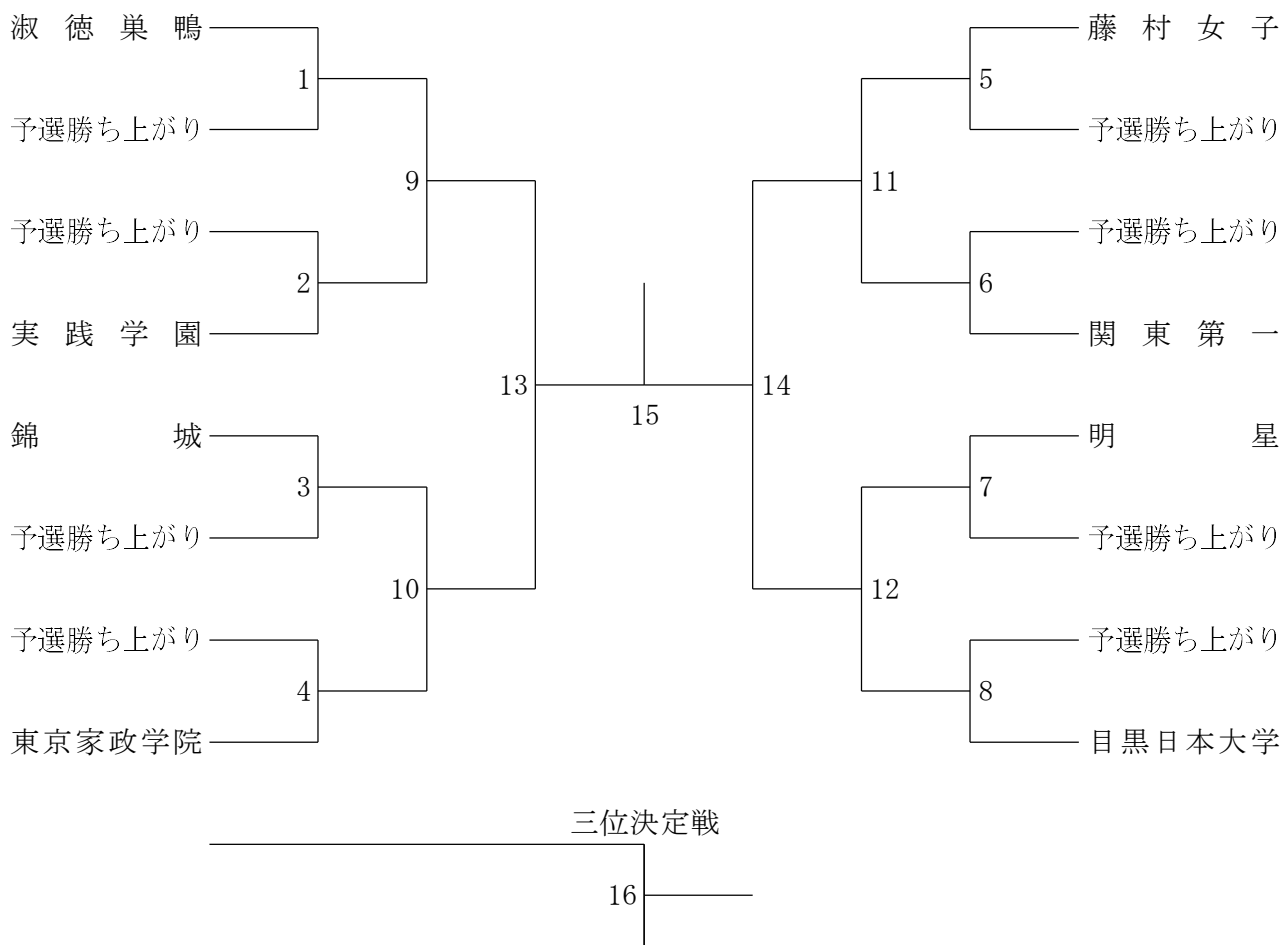 淑徳巣鴨
1
予選勝ち上がり
9
予選勝ち上がり
2
実践学園
13
錦城
3
予選勝ち上がり
10
予選勝ち上がり
4
東京家政学院
15
藤村女子
5
予選勝ち上がり
11
予選勝ち上がり
6
関東第一
14
明星
7
予選勝ち上がり
12
予選勝ち上がり
8
目黒日本大学
三位決定戦
16